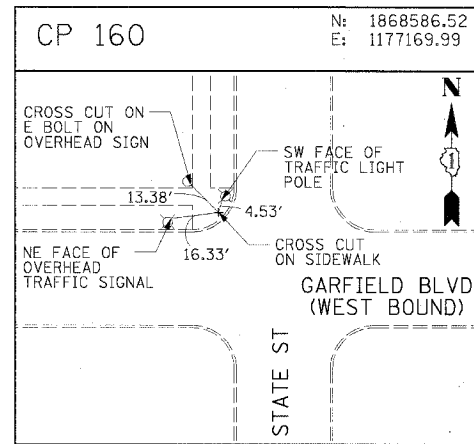 CP 160
N: 1868586.52
E: 1177169.99
N
CROSS CUT ON
E BOLT ON
OVERHEAD SIGN
SW FACE OF
TRAFFIC LIGHT
POLE
13.38'
4.53'
16.33'
NE FACE OF
OVERHEAD
TRAFFIC SIGNAL
CROSS CUT
ON SIDEWALK
GARFIELD BLVD
(WEST BOUND)
STATE ST